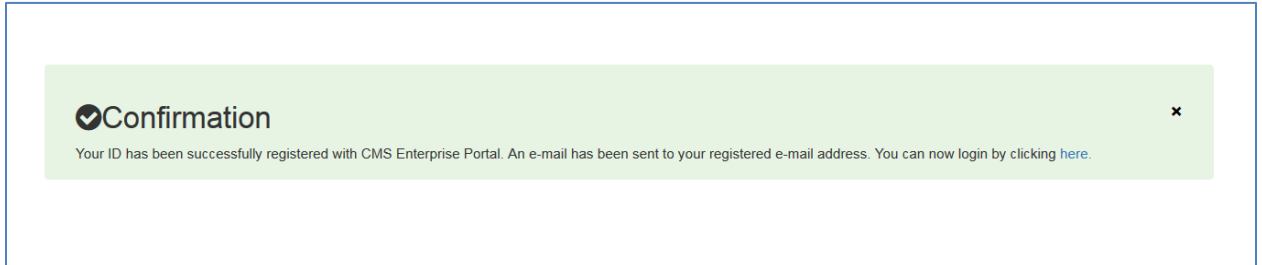 Confirmation
Your ID has been successfully registered with CMS Enterprise Portal. An e-mail has been sent to your registered e-mail address. You can now login by clicking here.